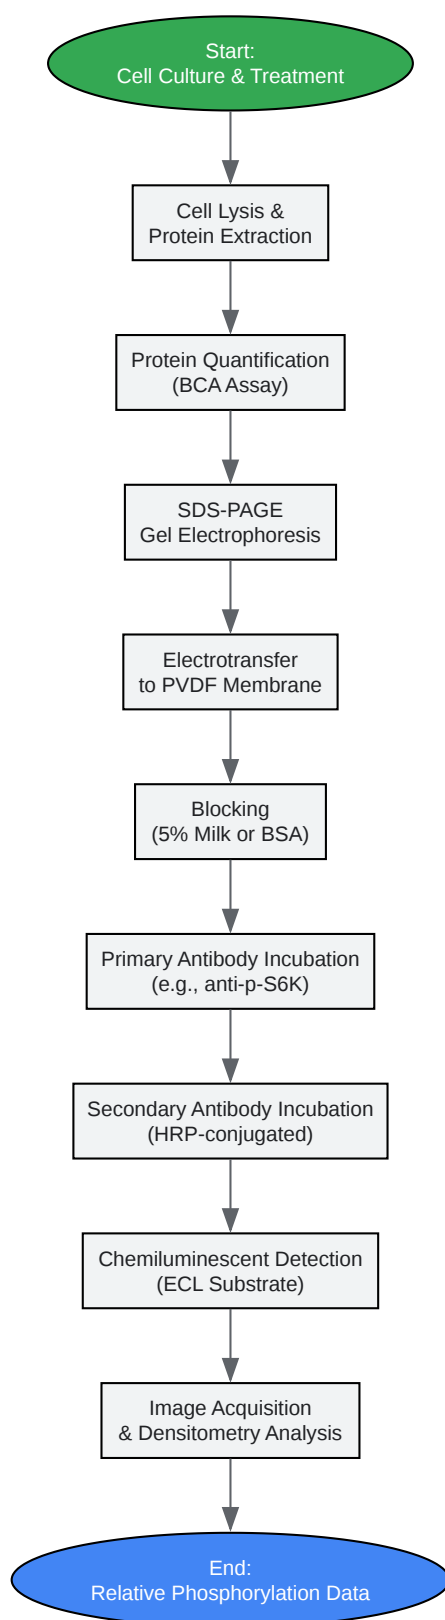 Start:
Cell Culture & Treatment
Cell Lysis &
Protein Extraction
Protein Quantification
(BCA Assay)
SDS-PAGE
Gel Electrophoresis
Electrotransfer
to PVDF Membrane
Blocking
(5% Milk or BSA)
Primary Antibody Incubation
(e.g., anti-p-S6K)
Secondary Antibody Incubation
(HRP-conjugated)
Chemiluminescent Detection
(ECL Substrate)
Image Acquisition
& Densitometry Analysis
End:
Relative Phosphorylation Data